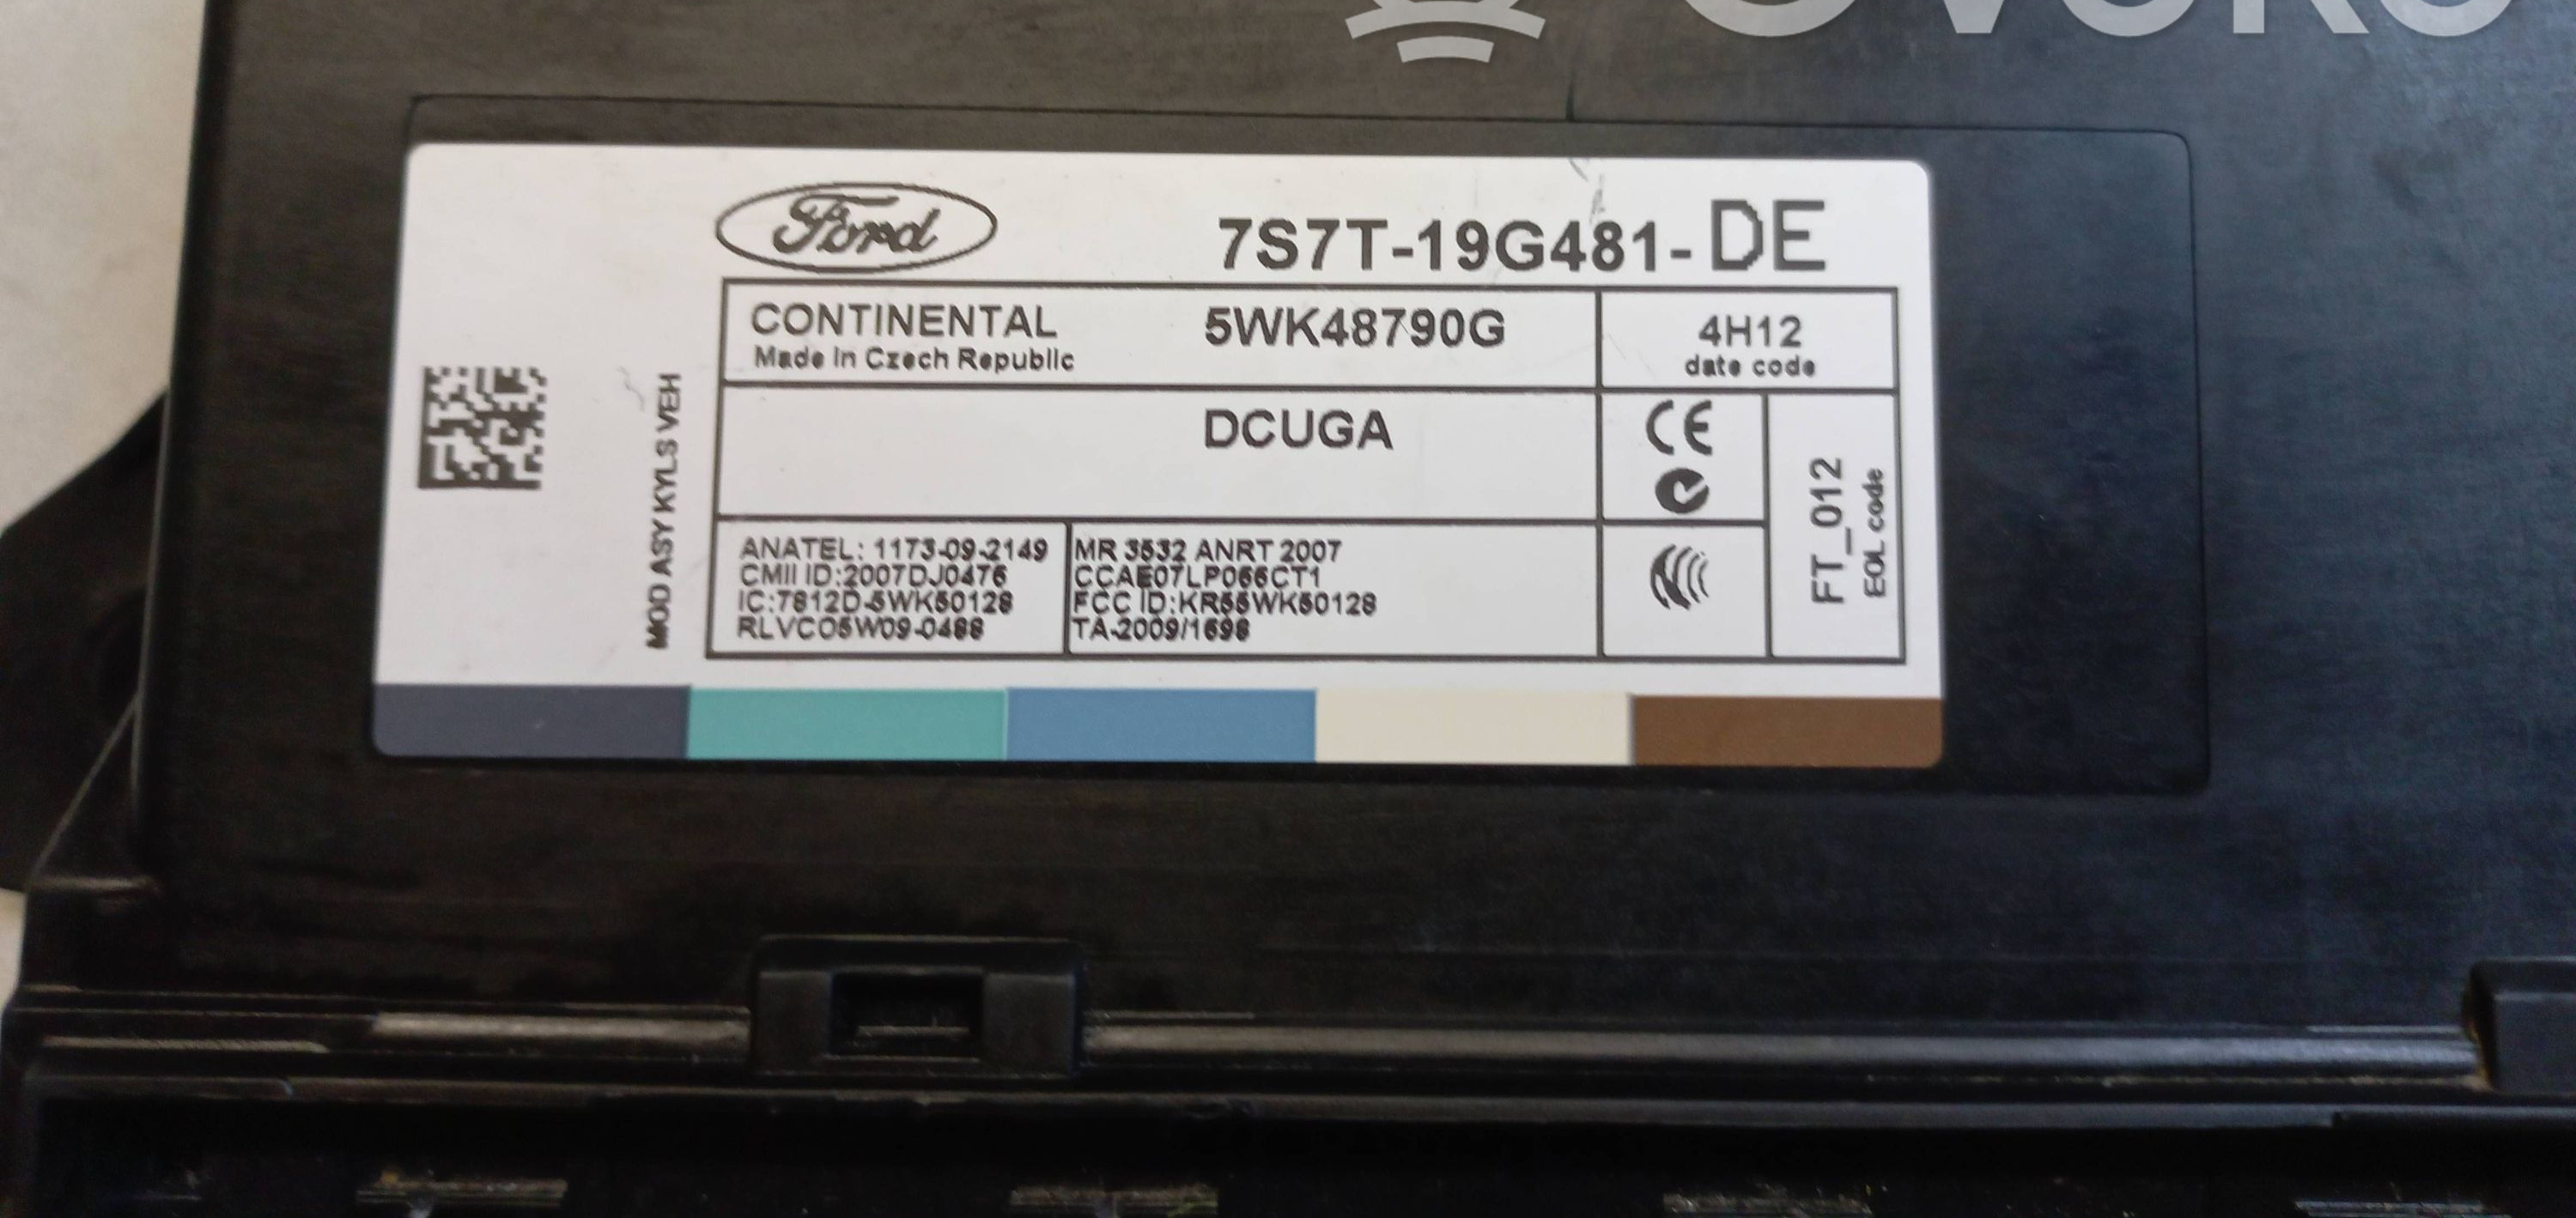 Ford
7S7T-19G481-DE
CONTINENTAL 5WK48790G
Made in Czech Republic
4H12
date code
DCUGA
CE
FT_012
EOL code
MOD ASY KYLS VEH
ANATEL: 1173-09-2149
CMII ID:2007DJ0476
IC:7812D-5WK50128
RLVCO5W09-0488
MR 3532 ANRT 2007
CCAE07LP066CT1
FCC ID:KR55WK50128
TA-2009/1698